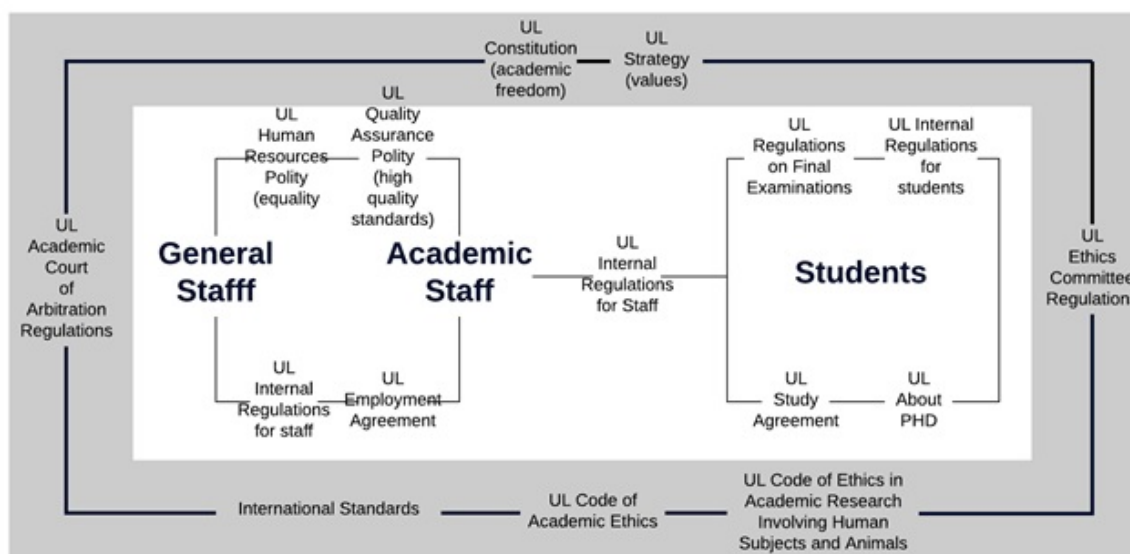 UL
Constitution
(academic
freedom)
UL
Strategy
(values)
UL
Human
Resources
Polity
(equality
UL
Quality
Assurance
Polity
(high
quality
standards)
UL
Regulations
on Final
Examinations
UL Internal
Regulations
for
students
UL
Academic
Court
of
Arbitration
Regulations
General
Stafff
Academic
Staff
UL
Internal
Regulations
for Staff
Students
UL
Ethics
Committee
Regulation
UL
Internal
Regulations
for staff
UL
Employment
Agreement
UL
Study
Agreement
UL
About
PHD
International Standards
UL Code of
Academic Ethics
UL Code of Ethics in
Academic Research
Involving Human
Subjects and Animals